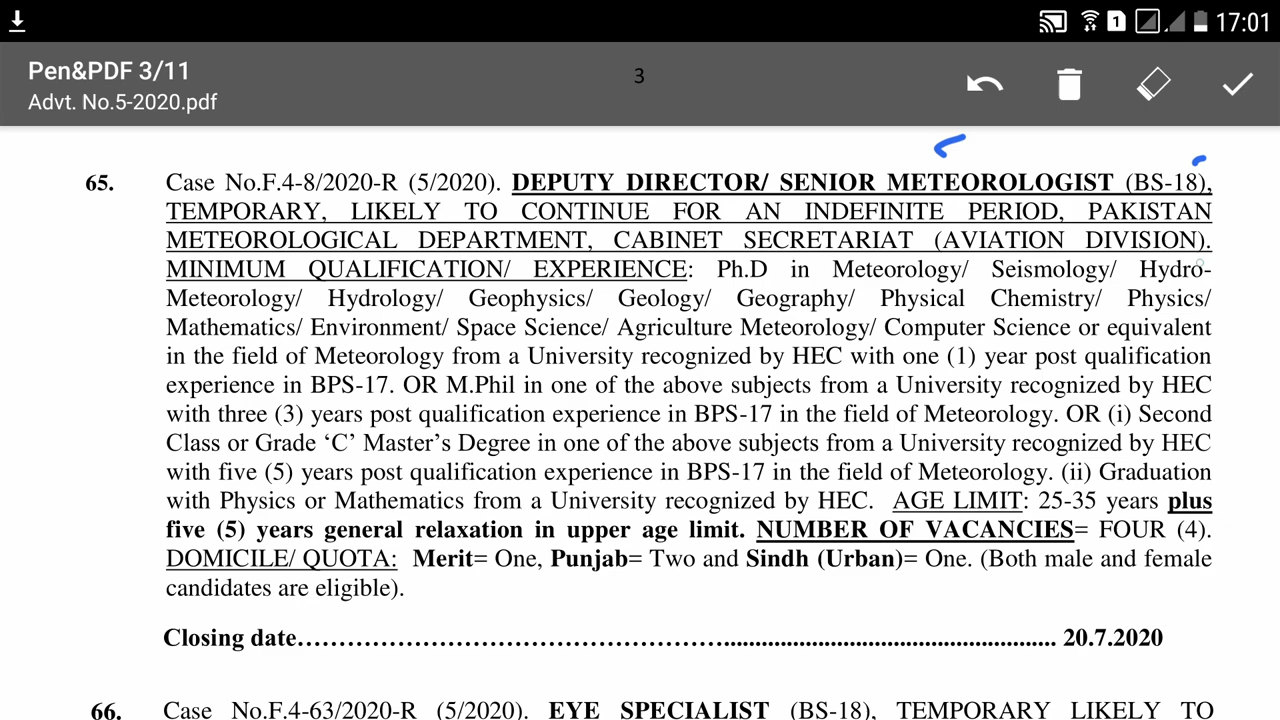 1 17:01
Pen&PDF 3/11
3
Advt. No.5-2020.pdf
65. Case No.F.4-8/2020-R (5/2020). DEPUTY DIRECTOR/ SENIOR METEOROLOGIST (BS-18),
TEMPORARY, LIKELY TO CONTINUE FOR AN INDEFINITE PERIOD, PAKISTAN
METEOROLOGICAL DEPARTMENT, CABINET SECRETARIAT (AVIATION DIVISION).
MINIMUM QUALIFICATION/ EXPERIENCE: Ph.D in Meteorology/ Seismology/ Hydro-
Meteorology/ Hydrology/ Geophysics/ Geology/ Geography/ Physical Chemistry/ Physics/
Mathematics/ Environment/ Space Science/ Agriculture Meteorology/ Computer Science or equivalent
in the field of Meteorology from a University recognized by HEC with one (1) year post qualification
experience in BPS-17. OR M.Phil in one of the above subjects from a University recognized by HEC
with three (3) years post qualification experience in BPS-17 in the field of Meteorology. OR (i) Second
Class or Grade ‘C’ Master’s Degree in one of the above subjects from a University recognized by HEC
with five (5) years post qualification experience in BPS-17 in the field of Meteorology. (ii) Graduation
with Physics or Mathematics from a University recognized by HEC. AGE LIMIT: 25-35 years plus
five (5) years general relaxation in upper age limit. NUMBER OF VACANCIES= FOUR (4).
DOMICILE/ QUOTA: Merit= One, Punjab= Two and Sindh (Urban)= One. (Both male and female
candidates are eligible).
Closing date……………………………………………........................................... 20.7.2020
66. Case No.F.4-63/2020-R (5/2020). EYE SPECIALIST (BS-18), TEMPORARY LIKELY TO